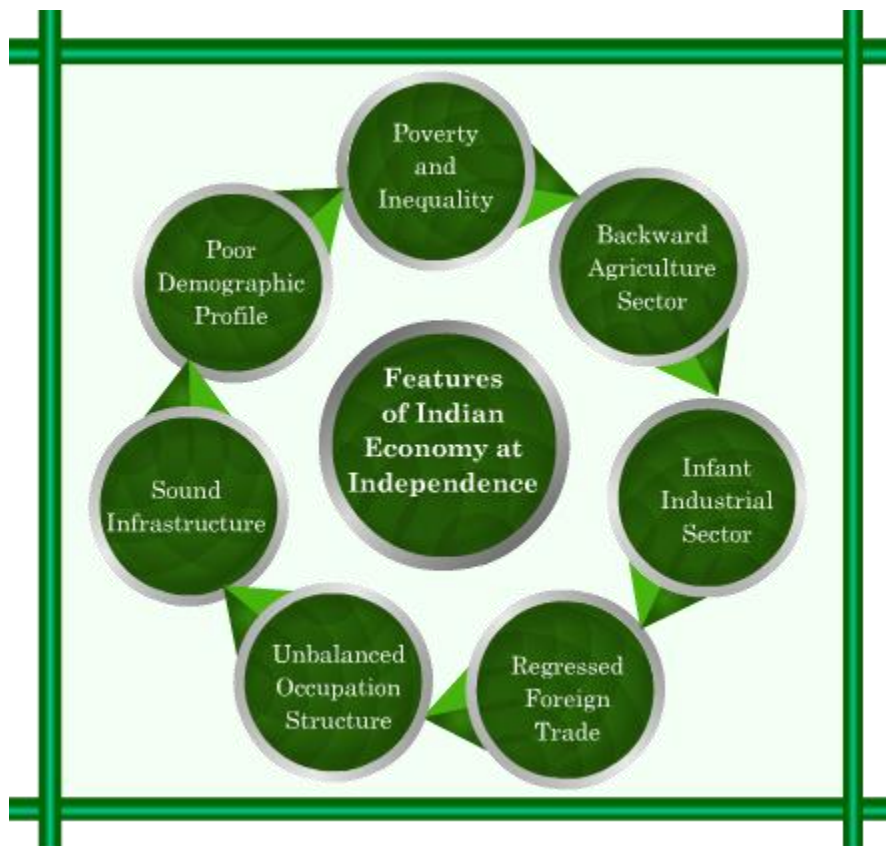 Poverty
and
Inequality
Backward
Agriculture
Sector
Infant
Industrial
Sector
Regressed
Foreign
Trade
Unbalanced
Occupation
Structure
Sound
Infrastructure
Poor
Demographic
Profile
Features
of Indian
Economy at
Independence